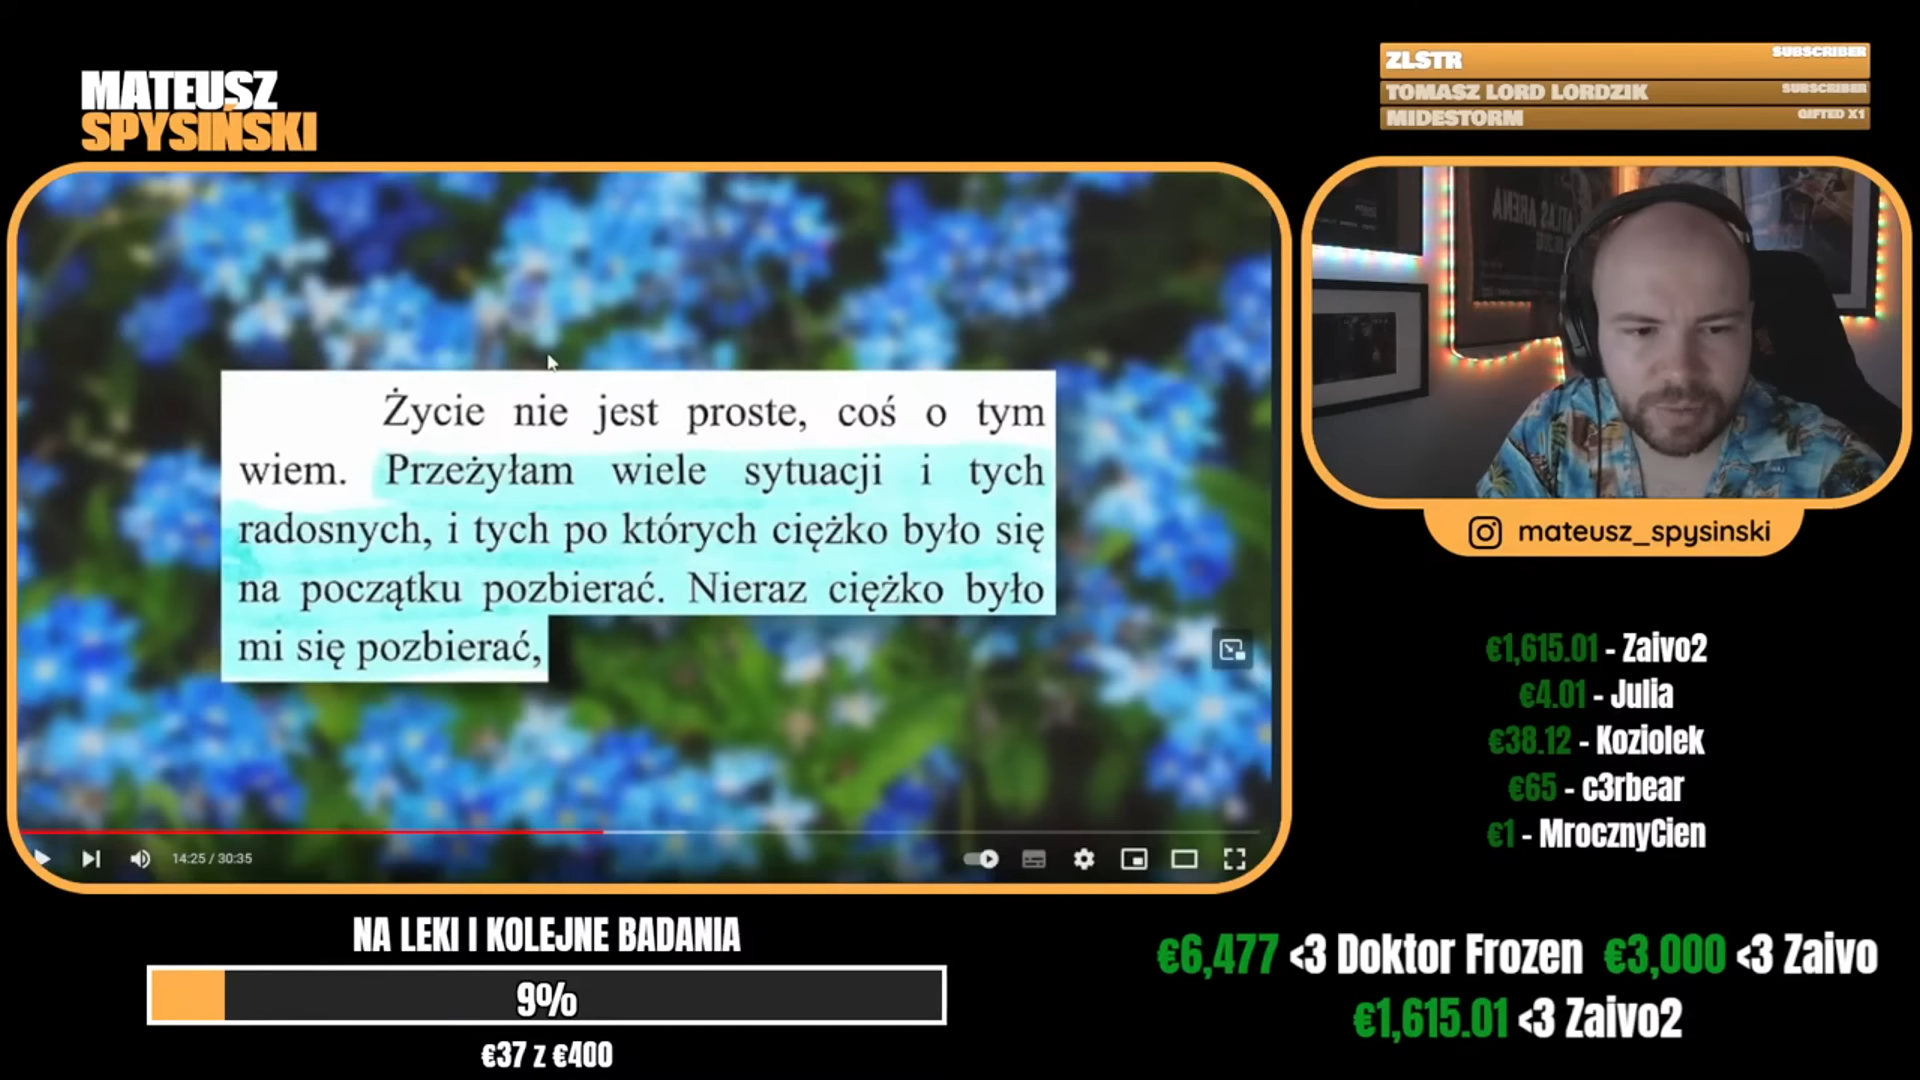 MATEUSZ
SPYSIŃSKI
ZLSTR SUBSCRIBER
TOMASZ LORD LORDZIK SUBSCRIBER
MIDESTORM GIFTED X1
ATLAS ARENA
Życie nie jest proste, coś o tym
wiem. Przeżyłam wiele sytuacji i tych
radosnych, i tych po których ciężko było się
na początku pozbierać. Nieraz ciężko było
mi się pozbierać,
14:25 / 30:35
mateusz_spysinski
€1,615.01 - Zaivo2
€4.01 - Julia
€38.12 - Koziolek
€65 - c3rbear
€1 - MrocznyCien
NA LEKI I KOLEJNE BADANIA
9%
€37 z €400
€6,477 <3 Doktor Frozen €3,000 <3 Zaivo
€1,615.01 <3 Zaivo2